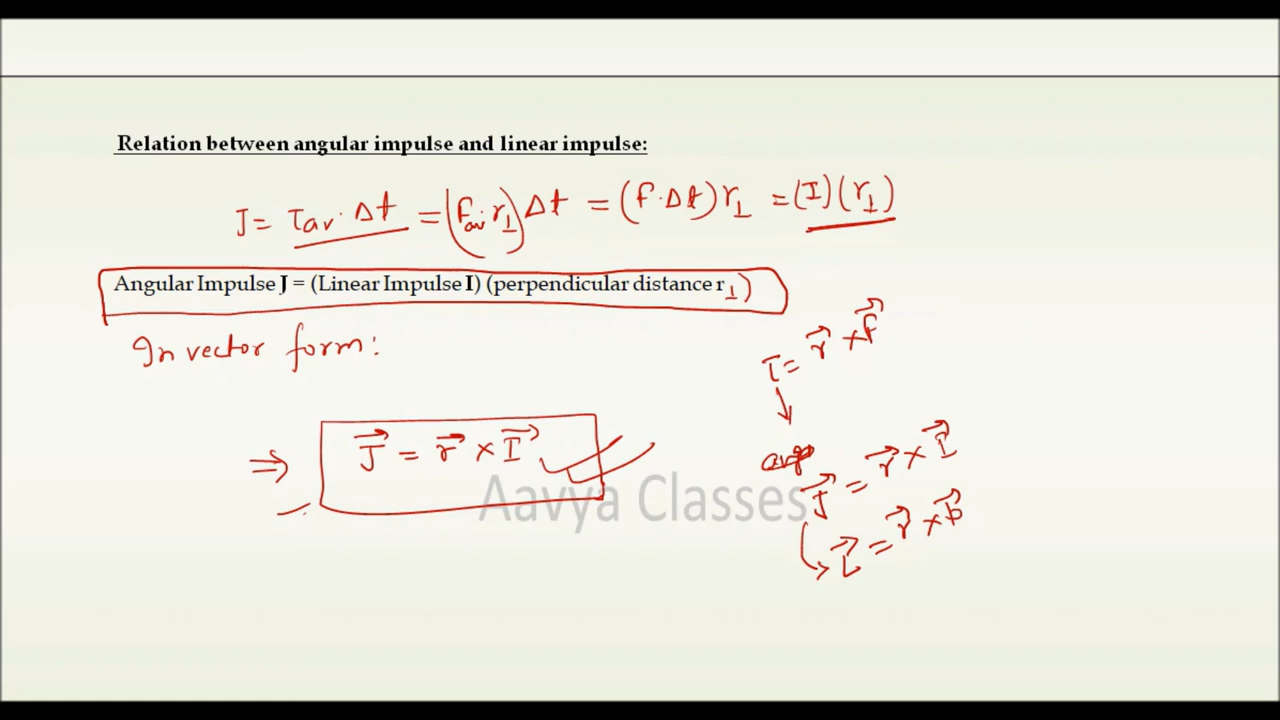 Relation between angular impulse and linear impulse:
J = τav · Δt = (Fav · r⊥) Δt = (F · Δt) r⊥ = (I) (r⊥)
Angular Impulse J = (Linear Impulse I) (perpendicular distance r⊥)
In vector form:
τ = r⃗ × F⃗
⇒ J⃗ = r⃗ × I⃗
J⃗ = r⃗ × I⃗
L⃗ = r⃗ × p⃗
Aavya Classes